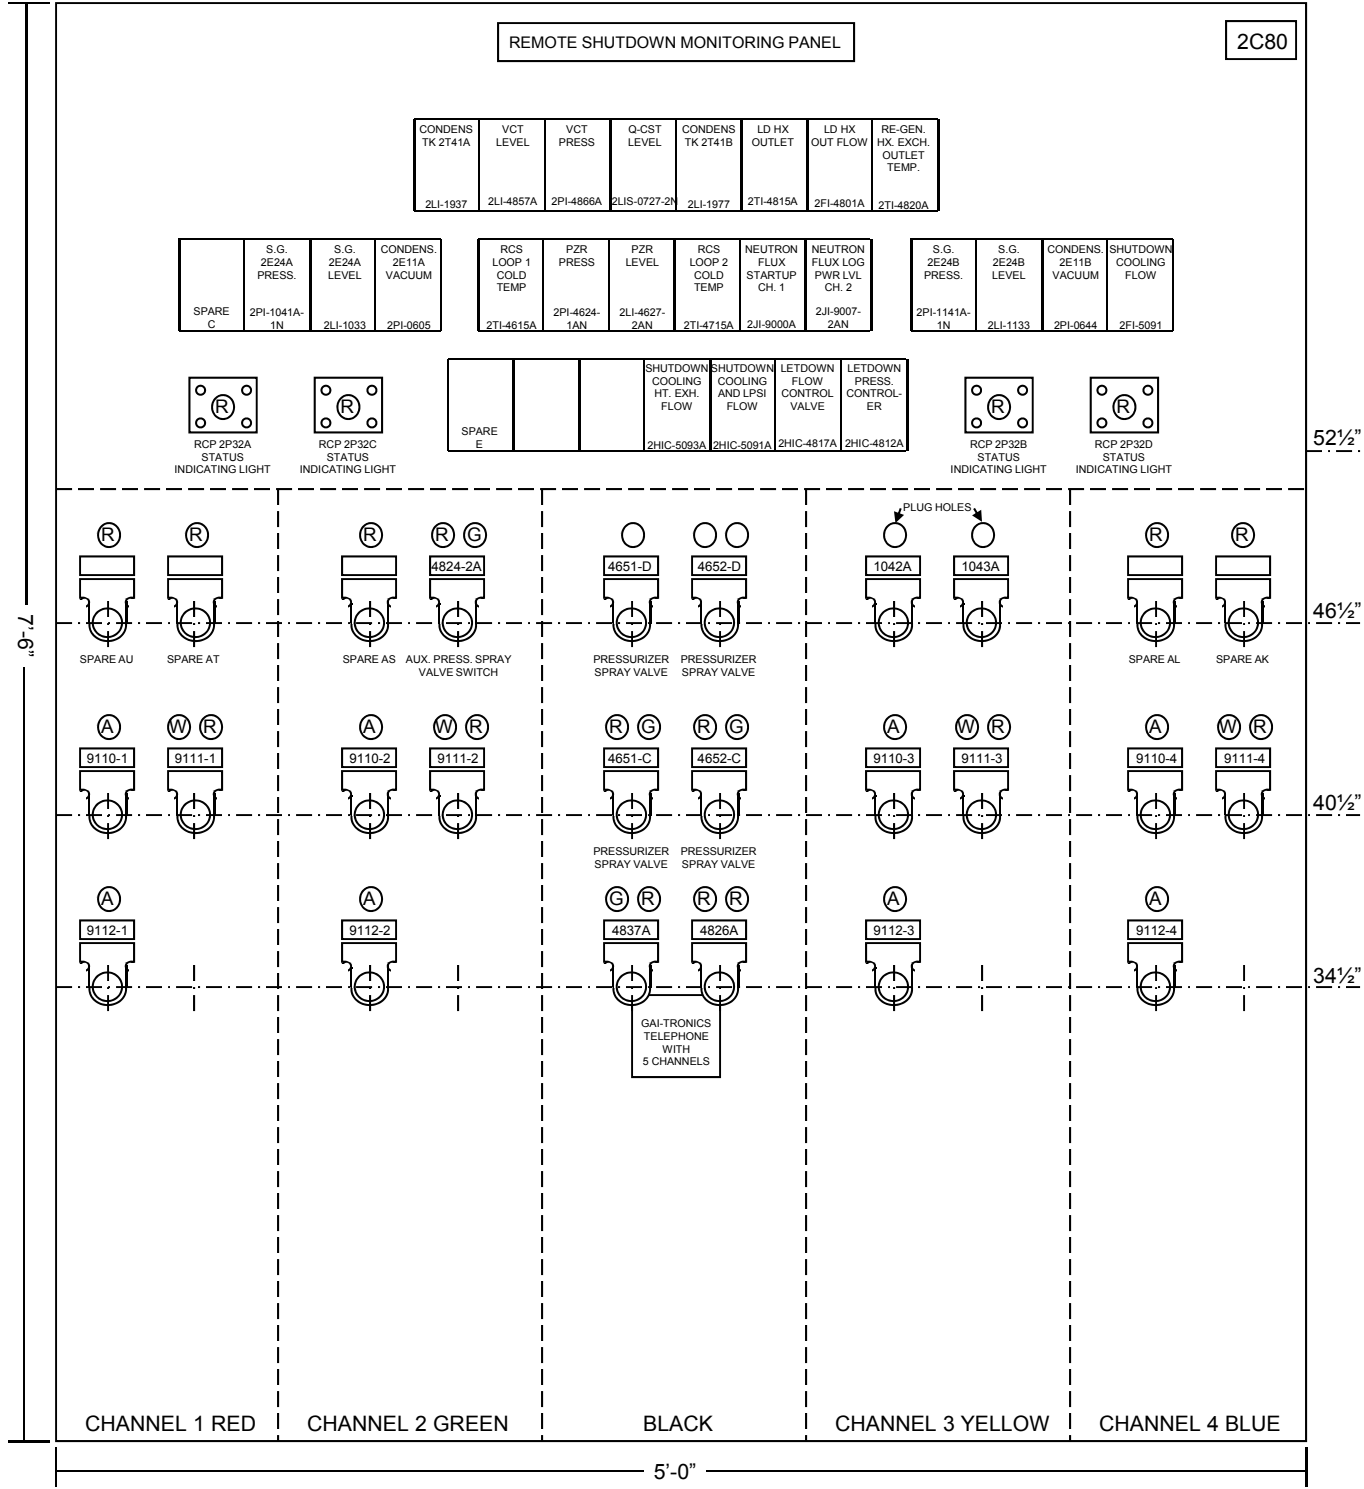 REMOTE SHUTDOWN MONITORING PANEL
2C80
CONDENS
TK 2T41A
2LI-1937
VCT
LEVEL
2LI-4857A
VCT
PRESS
2PI-4866A
Q-CST
LEVEL
2LIS-0727-2N
CONDENS
TK 2T41B
2LI-1977
LD HX
OUTLET
2TI-4815A
LD HX
OUT FLOW
2FI-4801A
RE-GEN.
HX. EXCH.
OUTLET
TEMP.
2TI-4820A
SPARE
C
S.G.
2E24A
PRESS.
2PI-1041A-
1N
S.G.
2E24A
LEVEL
2LI-1033
CONDENS.
2E11A
VACUUM
2PI-0605
RCS
LOOP 1
COLD
TEMP
2TI-4615A
PZR
PRESS
2PI-4624-
1AN
PZR
LEVEL
2LI-4627-
2AN
RCS
LOOP 2
COLD
TEMP
2TI-4715A
NEUTRON
FLUX
STARTUP
CH. 1
2JI-9000A
NEUTRON
FLUX LOG
PWR LVL
CH. 2
2JI-9007-
2AN
S.G.
2E24B
PRESS.
2PI-1141A-
1N
S.G.
2E24B
LEVEL
2LI-1133
CONDENS.
2E11B
VACUUM
2PI-0644
SHUTDOWN
COOLING
FLOW
2FI-5091
R
RCP 2P32A
STATUS
INDICATING LIGHT
R
RCP 2P32C
STATUS
INDICATING LIGHT
SPARE
E
SHUTDOWN
COOLING
HT. EXH.
FLOW
2HIC-5093A
SHUTDOWN
COOLING
AND LPSI
FLOW
2HIC-5091A
LETDOWN
FLOW
CONTROL
VALVE
2HIC-4817A
LETDOWN
PRESS.
CONTROL-
ER
2HIC-4812A
R
RCP 2P32B
STATUS
INDICATING LIGHT
R
RCP 2P32D
STATUS
INDICATING LIGHT
52½”
PLUG HOLES
R R R R G R R
4824-2A 4651-D 4652-D 1042A 1043A
46½”
SPARE AU
SPARE AT
SPARE AS
AUX. PRESS. SPRAY
VALVE SWITCH
PRESSURIZER
SPRAY VALVE
PRESSURIZER
SPRAY VALVE
SPARE AL
SPARE AK
7’-6”
A W R A W R R G R G A W R A W R
9110-1 9111-1 9110-2 9111-2 4651-C 4652-C 9110-3 9111-3 9110-4 9111-4
40½”
PRESSURIZER
SPRAY VALVE
PRESSURIZER
SPRAY VALVE
A A G R R R A A
9112-1 9112-2 4837A 4826A 9112-3 9112-4
34½”
GAI-TRONICS
TELEPHONE
WITH
5 CHANNELS
CHANNEL 1 RED
CHANNEL 2 GREEN
BLACK
CHANNEL 3 YELLOW
CHANNEL 4 BLUE
5’-0”